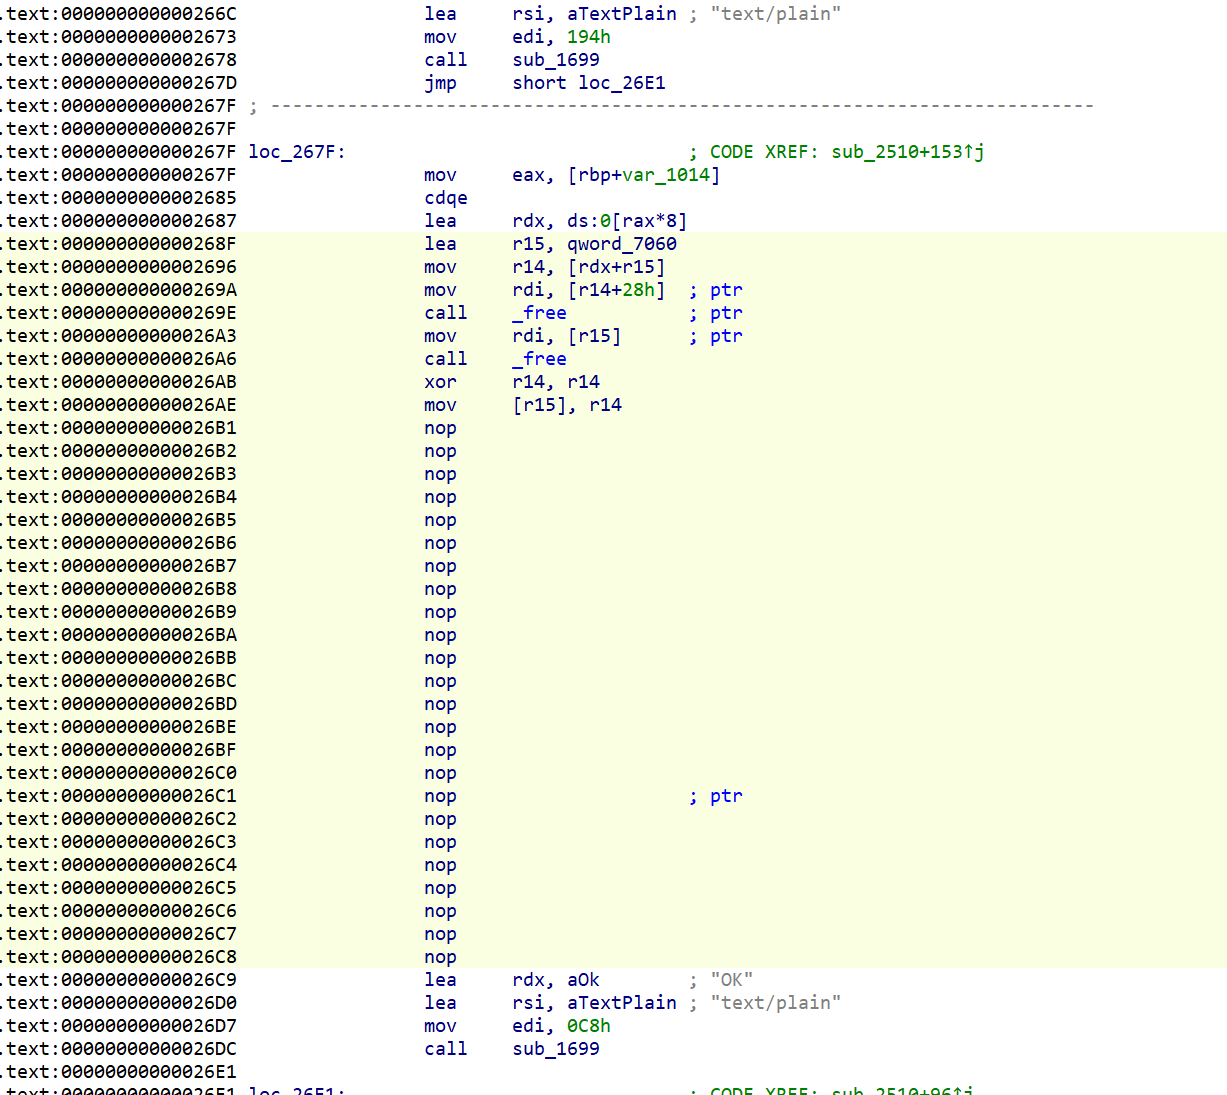 .text:000000000000266C lea rsi, aTextPlain ; "text/plain"
.text:0000000000002673 mov edi, 194h
.text:0000000000002678 call sub_1699
.text:000000000000267D jmp short loc_26E1
.text:000000000000267F ; ---------------------------------------------------------------------------
.text:000000000000267F
.text:000000000000267F loc_267F: ; CODE XREF: sub_2510+153↑j
.text:000000000000267F mov eax, [rbp+var_1014]
.text:0000000000002685 cdqe
.text:0000000000002687 lea rdx, ds:0[rax*8]
.text:000000000000268F lea r15, qword_7060
.text:0000000000002696 mov r14, [rdx+r15]
.text:000000000000269A mov rdi, [r14+28h] ; ptr
.text:000000000000269E call _free ; ptr
.text:00000000000026A3 mov rdi, [r15] ; ptr
.text:00000000000026A6 call _free
.text:00000000000026AB xor r14, r14
.text:00000000000026AE mov [r15], r14
.text:00000000000026B1 nop
.text:00000000000026B2 nop
.text:00000000000026B3 nop
.text:00000000000026B4 nop
.text:00000000000026B5 nop
.text:00000000000026B6 nop
.text:00000000000026B7 nop
.text:00000000000026B8 nop
.text:00000000000026B9 nop
.text:00000000000026BA nop
.text:00000000000026BB nop
.text:00000000000026BC nop
.text:00000000000026BD nop
.text:00000000000026BE nop
.text:00000000000026BF nop
.text:00000000000026C0 nop
.text:00000000000026C1 nop ; ptr
.text:00000000000026C2 nop
.text:00000000000026C3 nop
.text:00000000000026C4 nop
.text:00000000000026C5 nop
.text:00000000000026C6 nop
.text:00000000000026C7 nop
.text:00000000000026C8 nop
.text:00000000000026C9 lea rdx, aOk ; "OK"
.text:00000000000026D0 lea rsi, aTextPlain ; "text/plain"
.text:00000000000026D7 mov edi, 0C8h
.text:00000000000026DC call sub_1699
.text:00000000000026E1
.text:00000000000026E1 loc_26E1: ; CODE XREF: sub_2510+96↑j